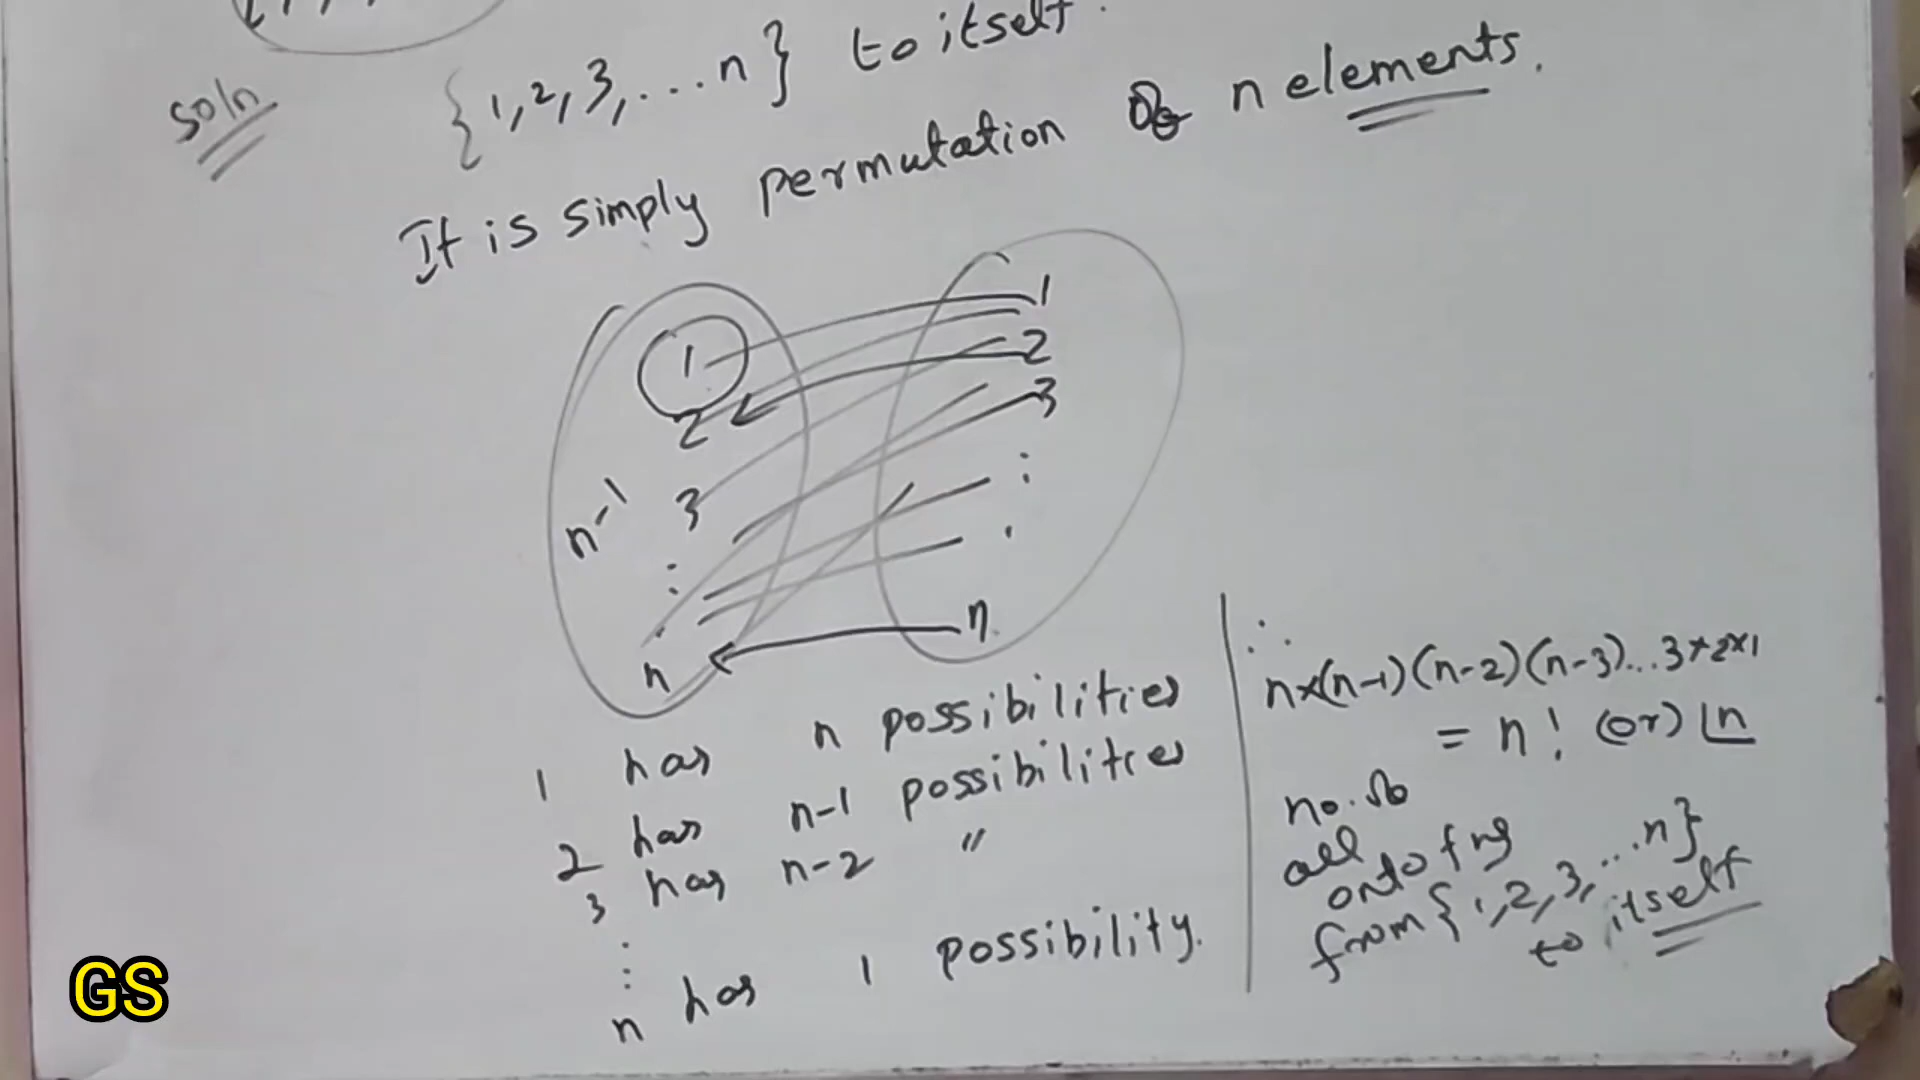 soln
{1,2,3,...n} to itself.
It is simply permutation of n elements.
1
2
3
:
.
n
n-1
1
2
3
:
.
n
1 has n possibilities
2 has n-1 possibilities
3 has n-2 "
:
:
n has 1 possibility.
∴
n×(n-1)(n-2)(n-3)...3×2×1
= n! (or) ⌊n
no. of
all
onto fns
from {1,2,3,...n}
to itself
GS